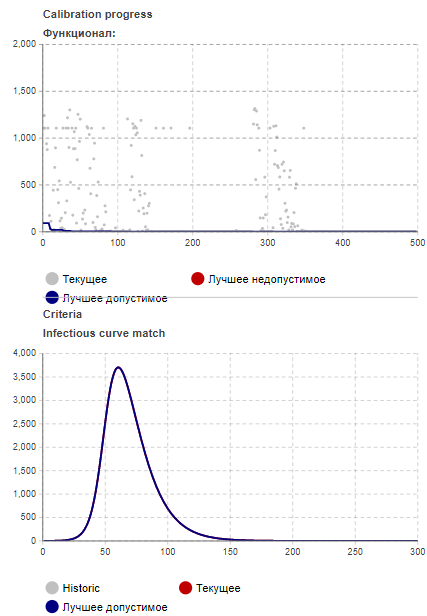 Calibration progress
Функционал:
2,000
1,500
1,000
500
0
0 100 200 300 400 500
Текущее Лучшее недопустимое
Лучшее допустимое
Criteria
Infectious curve match
4,000
3,500
3,000
2,500
2,000
1,500
1,000
500
0
0 50 100 150 200 250 300
Historic Текущее
Лучшее допустимое